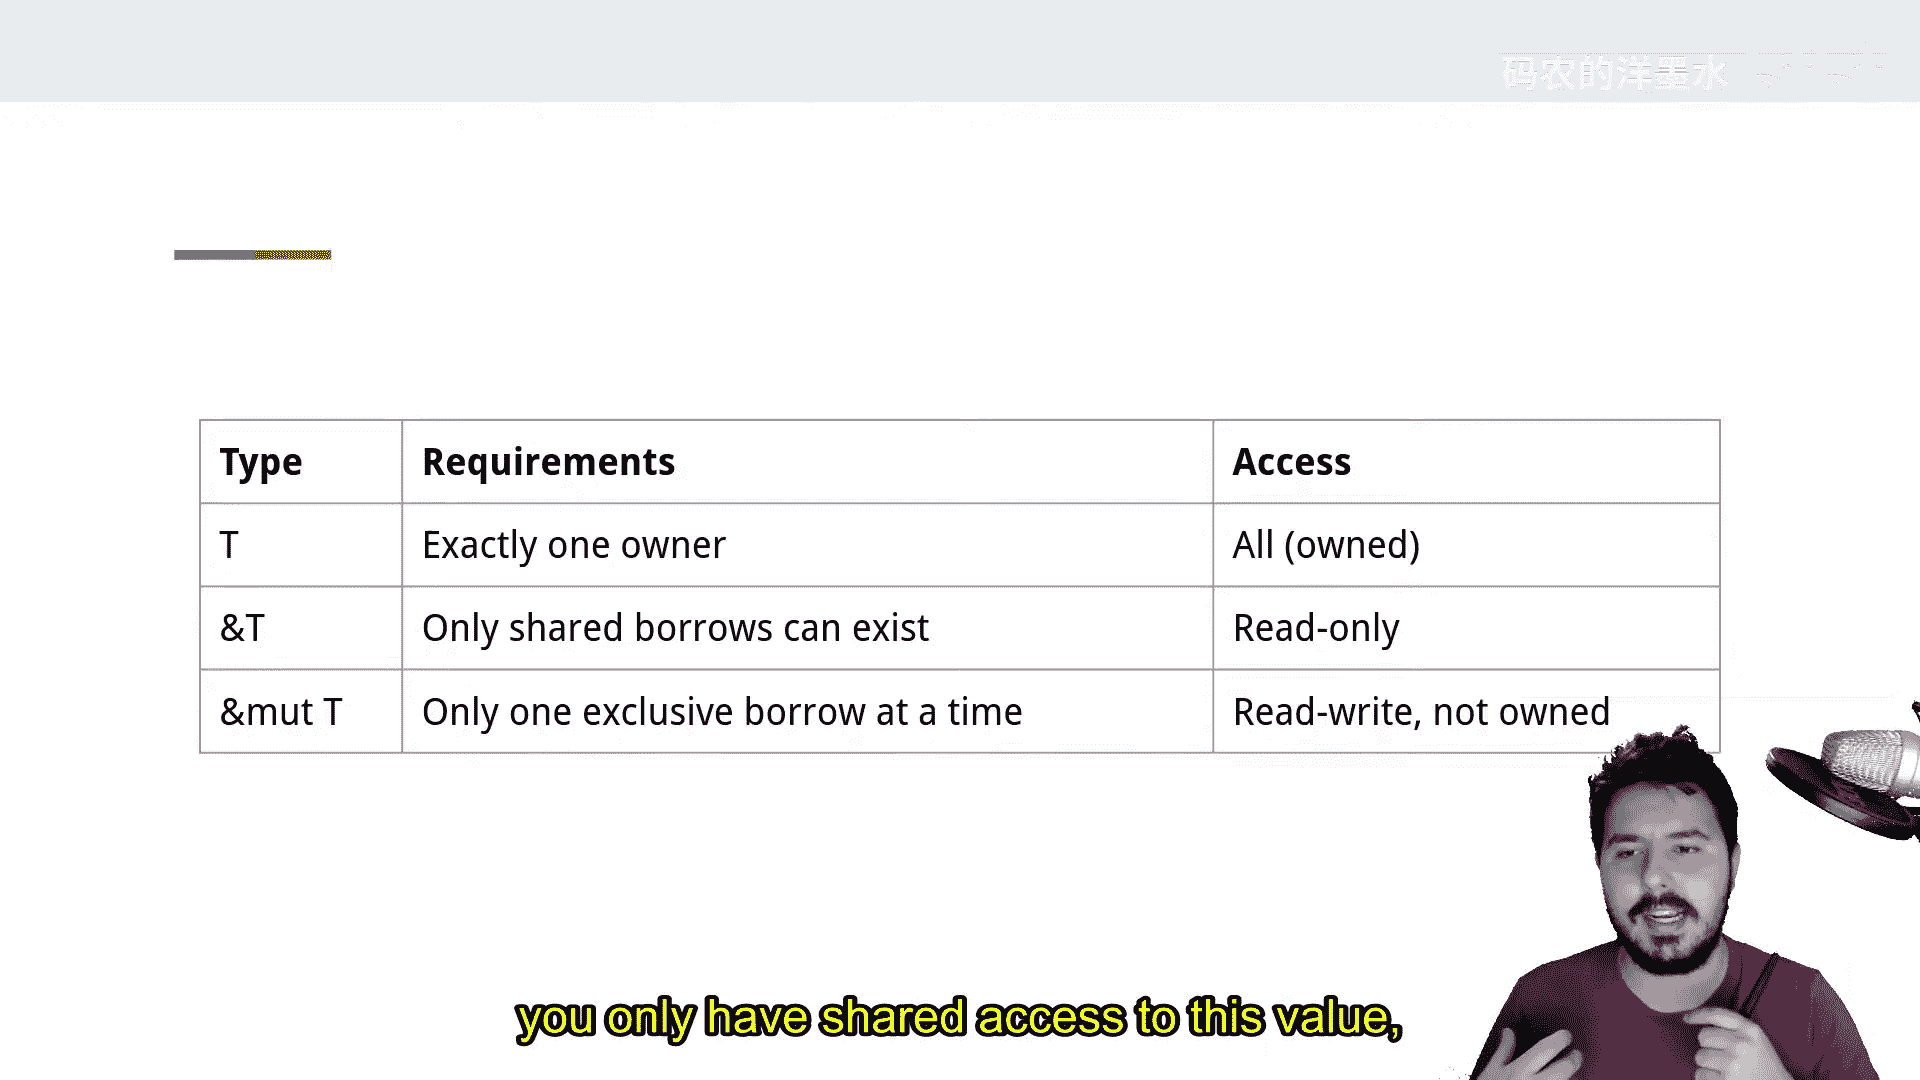 码农的洋墨水
Type Requirements Access
T Exactly one owner All (owned)
&T Only shared borrows can exist Read-only
&mut T Only one exclusive borrow at a time Read-write, not owned
you only have shared access to this value,